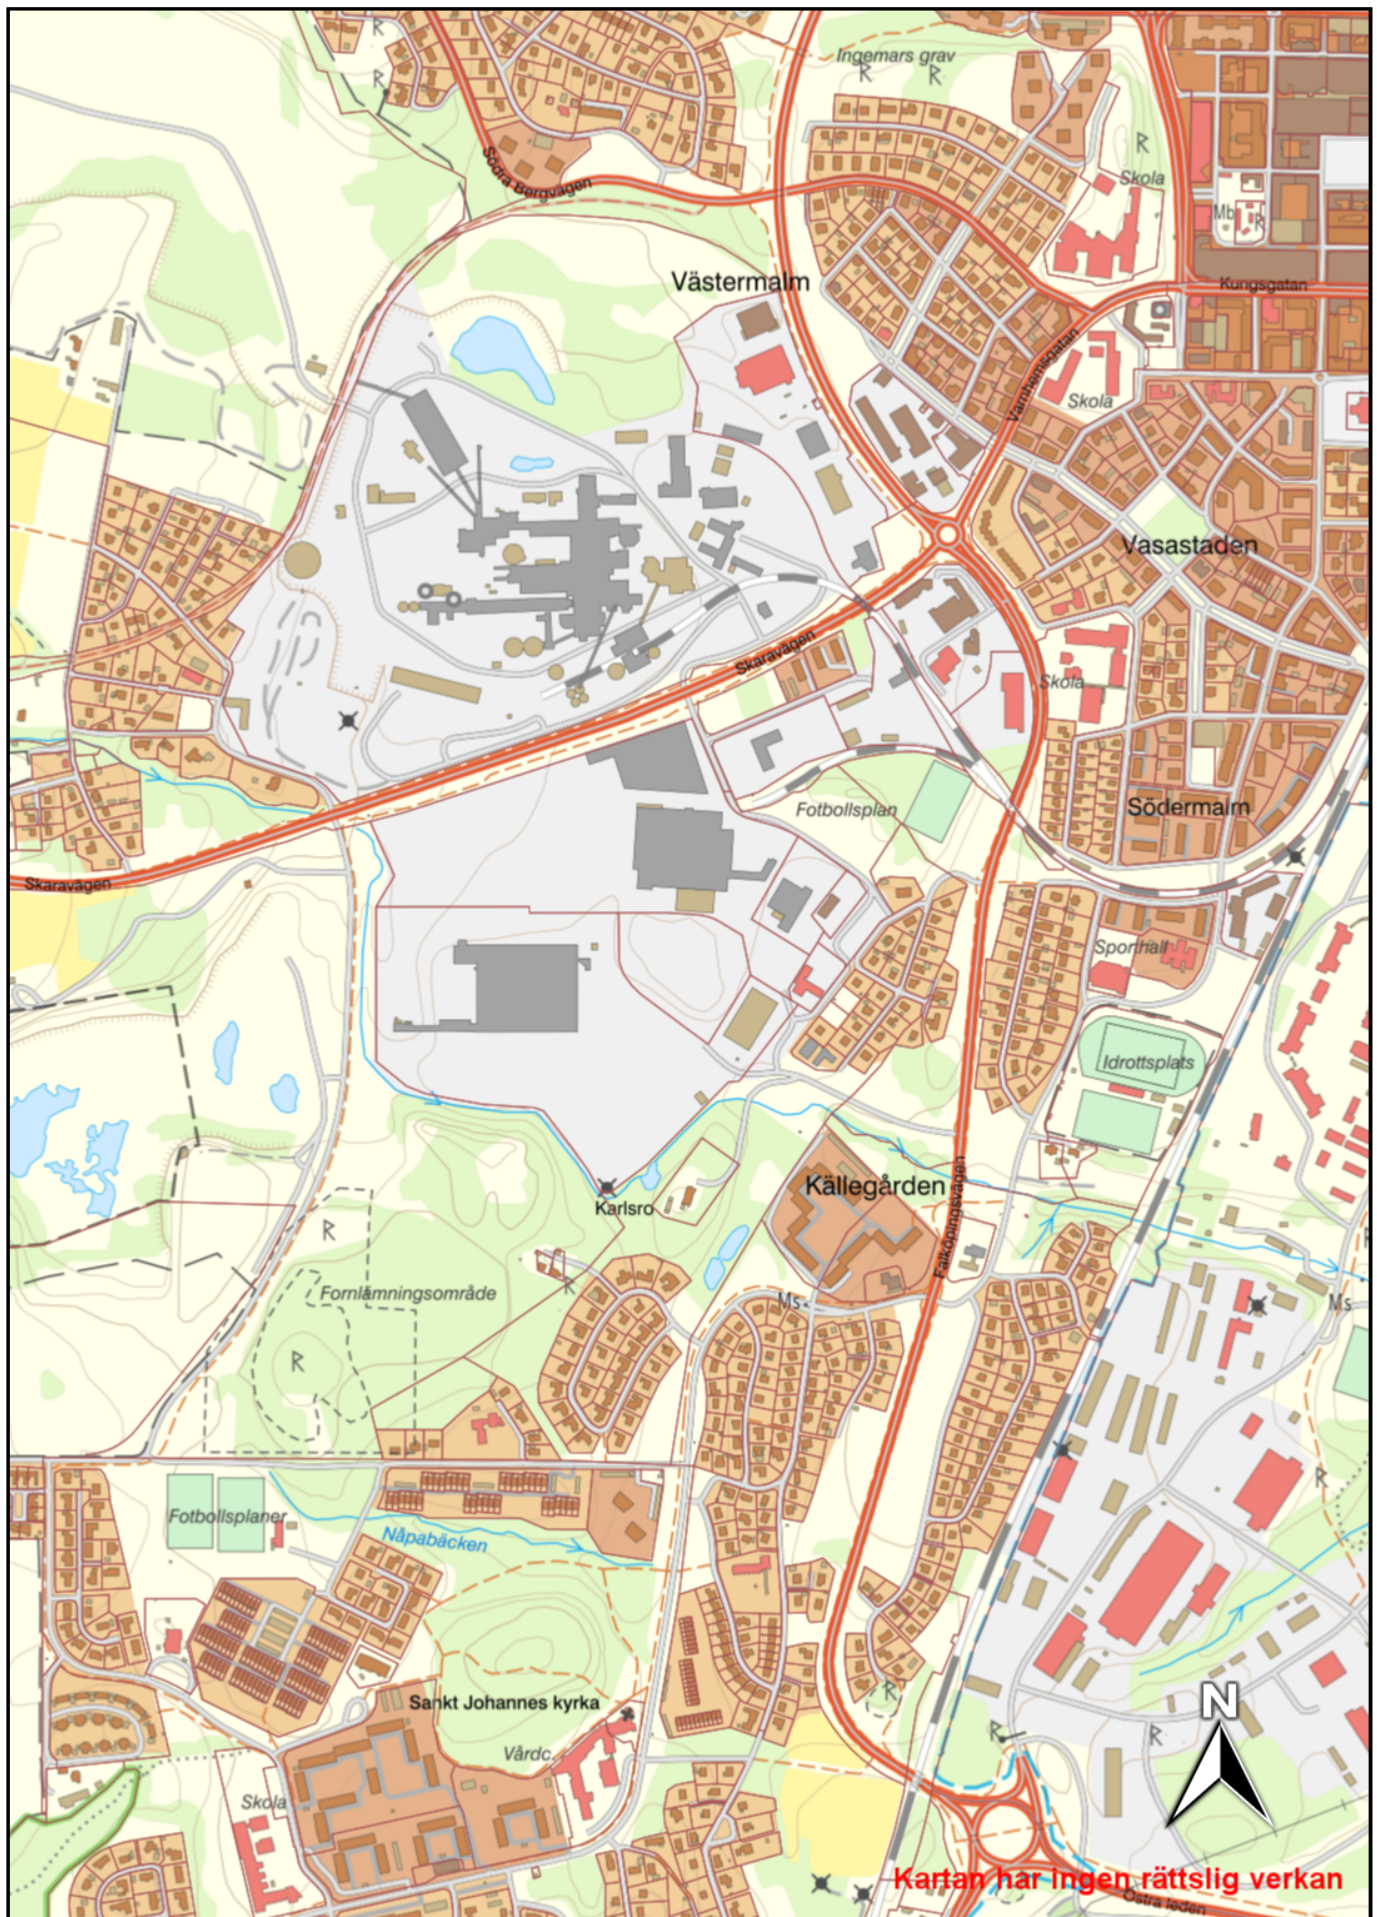 Ingemars grav
Södra Bergvägen
Skola
Mb
Västermalm
Kungsgatan
Varnhemsgatan
Skola
Vasastaden
Skaravägen
Skola
Fotbollsplan
Södermalm
Skaravägen
Sporthall
Idrottsplats
Källegården
Karlsro
Falköpingsvägen
Fornlämningsområde
Ms
Ms
Fotbollsplaner
Nåpabäcken
Sankt Johannes kyrka
N
Vårdc.
Skola
Kartan har ingen rättslig verkan
Östra leden